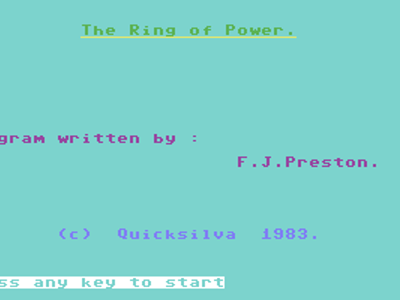 The Ring of Power.
gram written by :
F.J.Preston.
(c) Quicksilva 1983.
ss any key to start